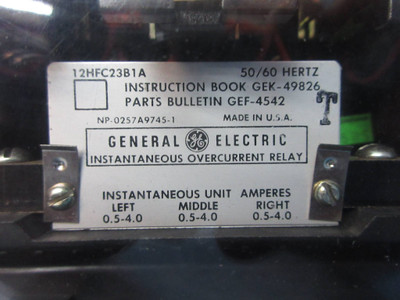 12HFC23B1A 50/60 HERTZ
INSTRUCTION BOOK GEK-49826
PARTS BULLETIN GEF-4542
T
NP-0257A9745-1 MADE IN U.S.A.
GENERAL GE ELECTRIC
INSTANTANEOUS OVERCURRENT RELAY
INSTANTANEOUS UNIT AMPERES
LEFT MIDDLE RIGHT
0.5-4.0 0.5-4.0 0.5-4.0